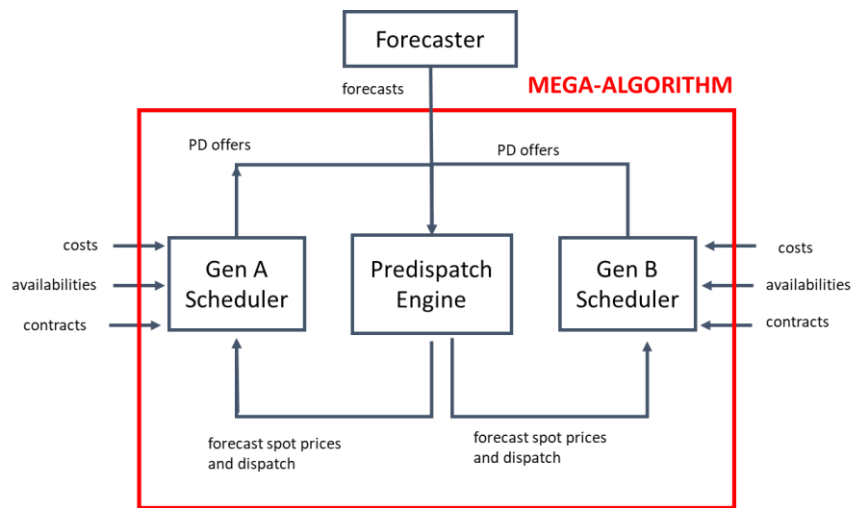 Forecaster
forecasts
MEGA-ALGORITHM
PD offers
PD offers
costs
availabilities
contracts
Gen A
Scheduler
Predispatch
Engine
Gen B
Scheduler
costs
availabilities
contracts
forecast spot prices
and dispatch
forecast spot prices
and dispatch